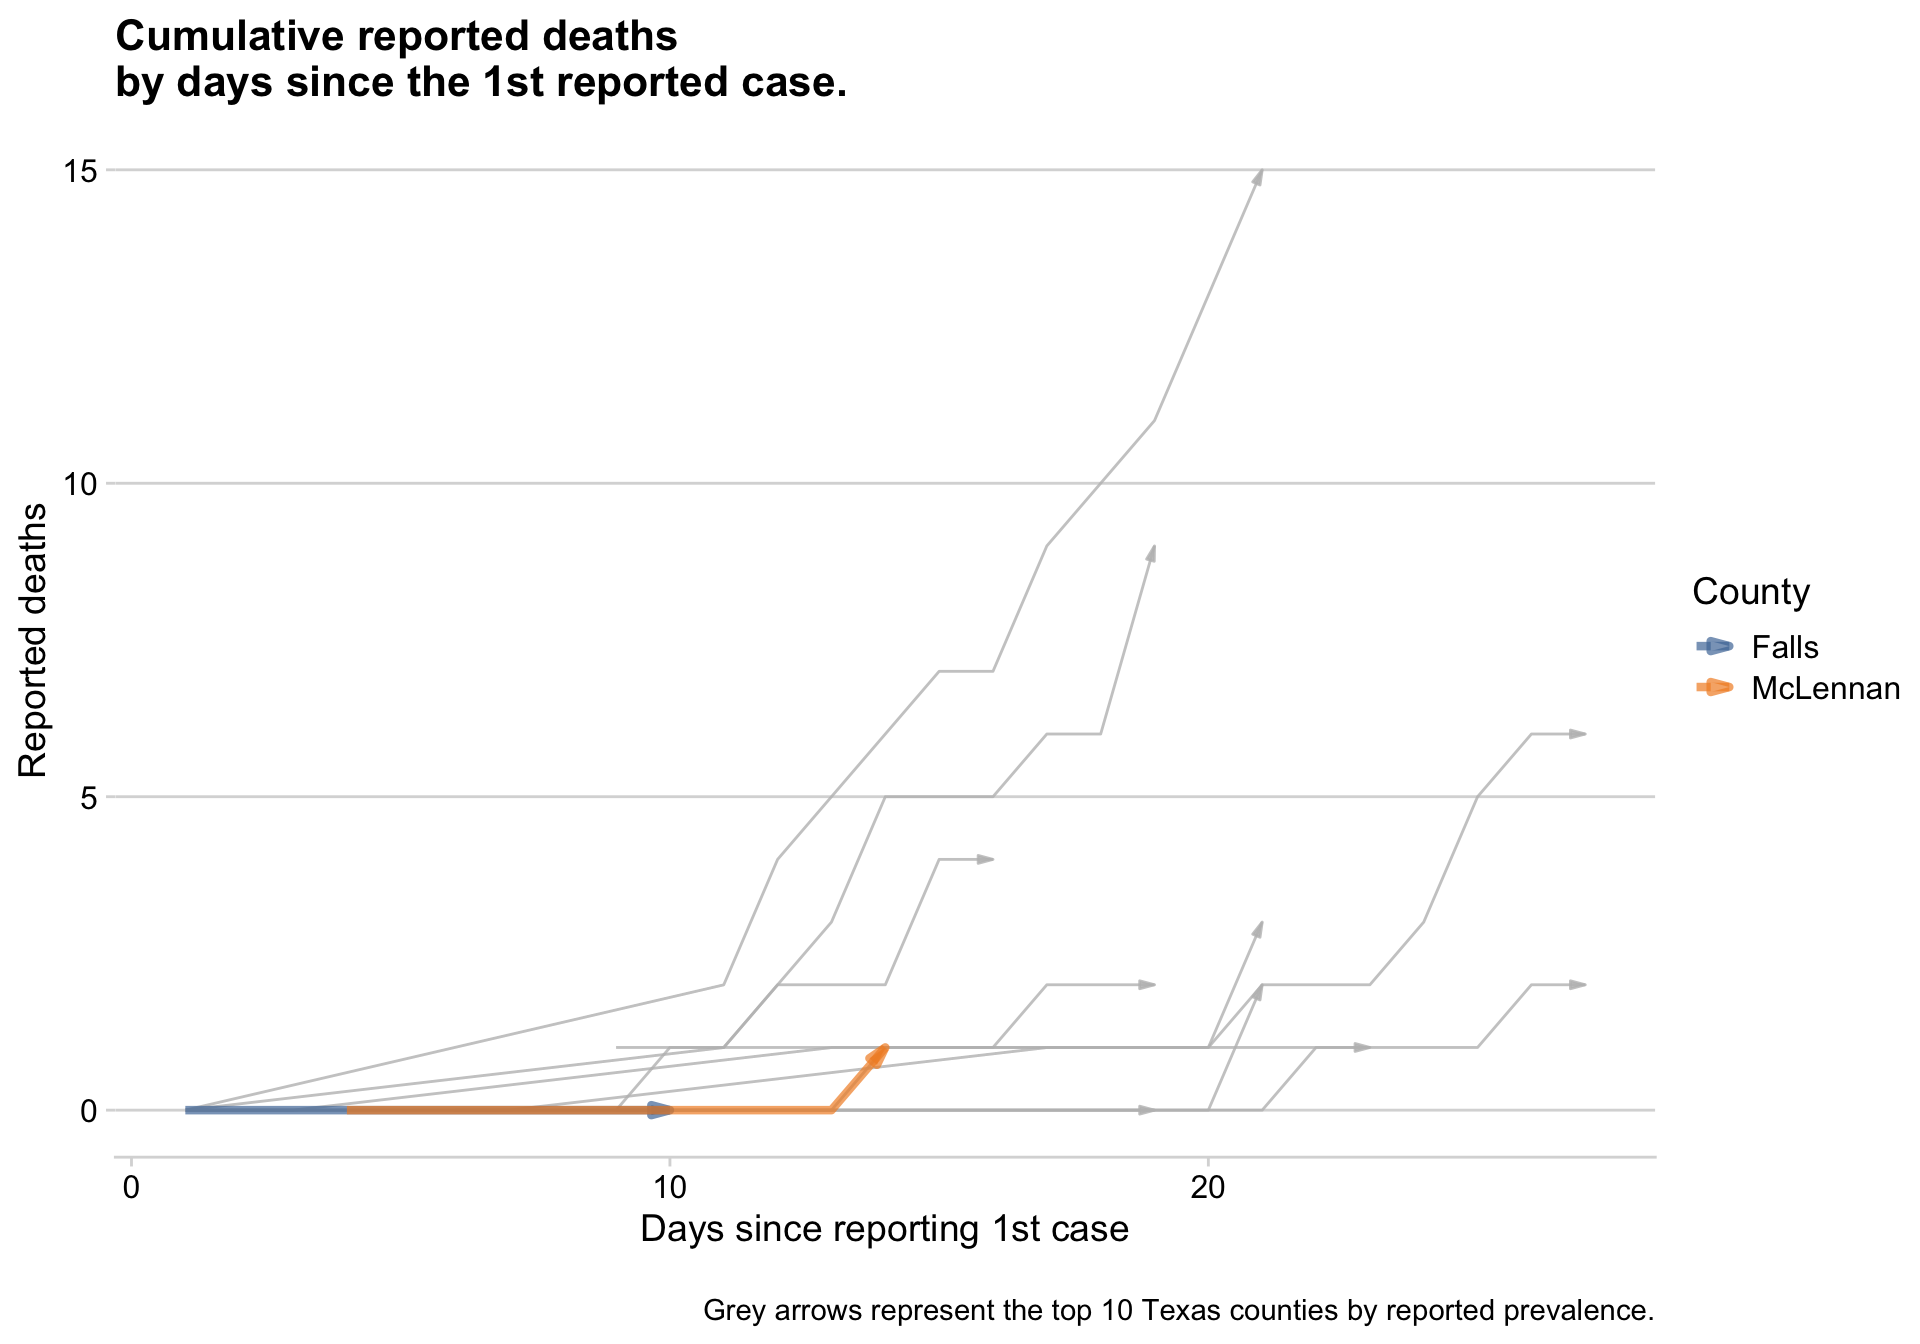 Cumulative reported deaths
by days since the 1st reported case.
15
10
5
0
Reported deaths
0 10 20
Days since reporting 1st case
County
Falls
McLennan
Grey arrows represent the top 10 Texas counties by reported prevalence.